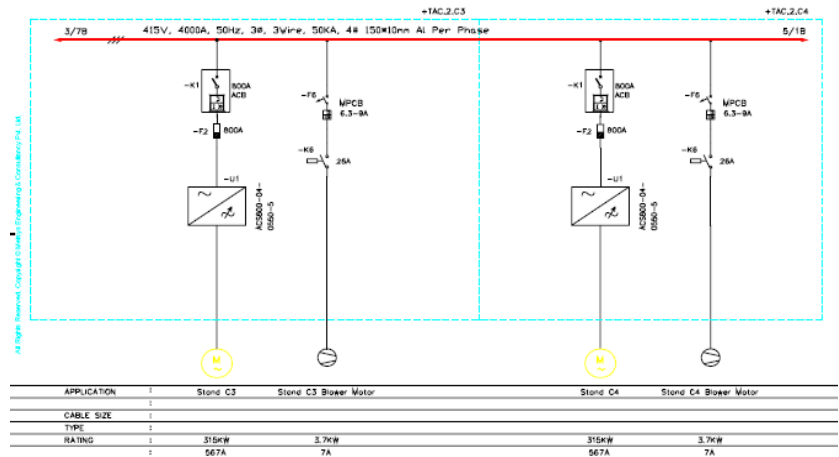 +TAC,2,C3 +TAC,2,C4
3/7B 415V, 4000A, 50Hz, 3ø, 3Wire, 50KA, 4# 150*10mm Al Per Phase 5/1B
-K1 800A ACB
-F6 MPCB 6.3-9A
-F2 800A
-K6 26A
-U1
ACS800-04-0550-5
-K1 800A ACB
-F6 MPCB 6.3-9A
-F2 800A
-K6 26A
-U1
ACS800-04-0550-5
M M
APPLICATION : Stand C3 Stand C3 Blower Motor Stand C4 Stand C4 Blower Motor
:
CABLE SIZE :
TYPE :
RATING : 315KW 3.7KW 315KW 3.7KW
: 567A 7A 567A 7A
All Rights Reserved. Copyright © Engineering & Consultancy Pvt. Ltd.